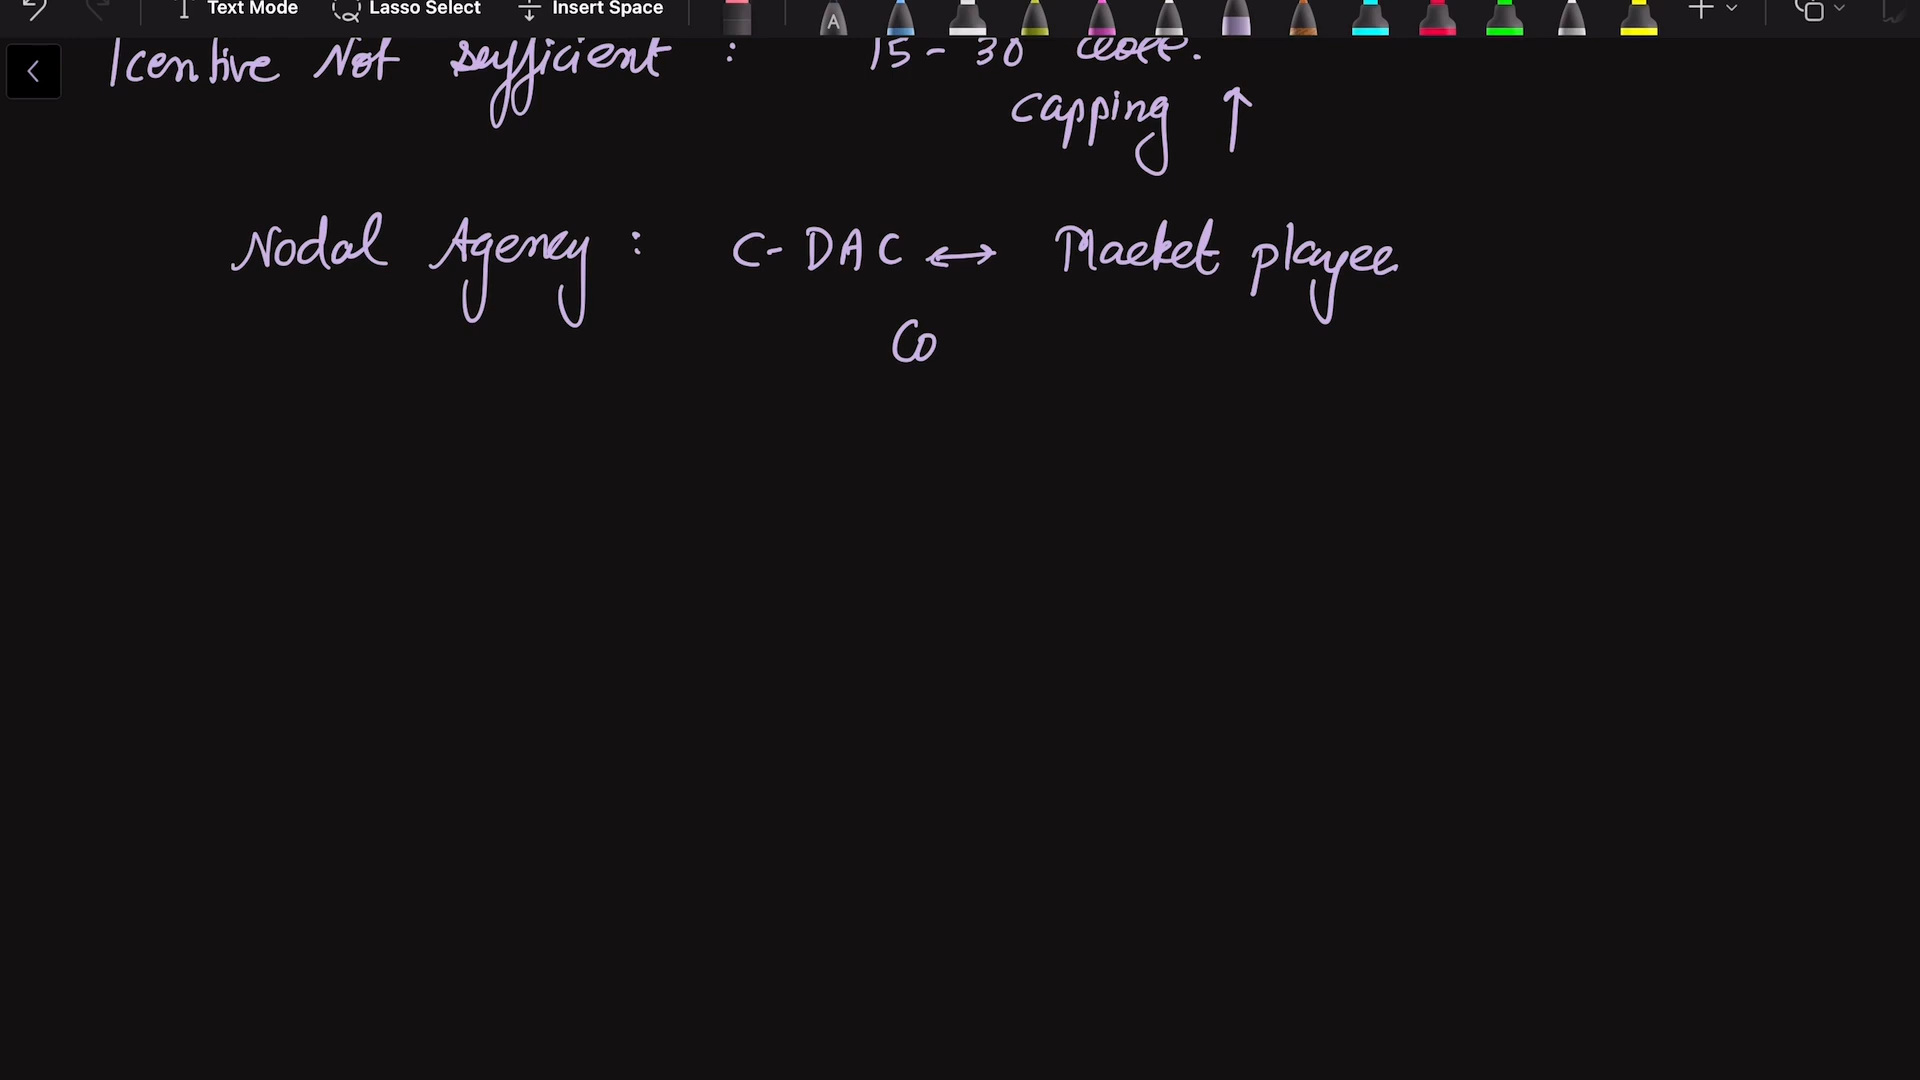 Text Mode Lasso Select Insert Space
A
Icentive Not sufficient : 15 - 30 crore.
capping ↑
Nodal Agency : C-DAC ↔ Market player
Co